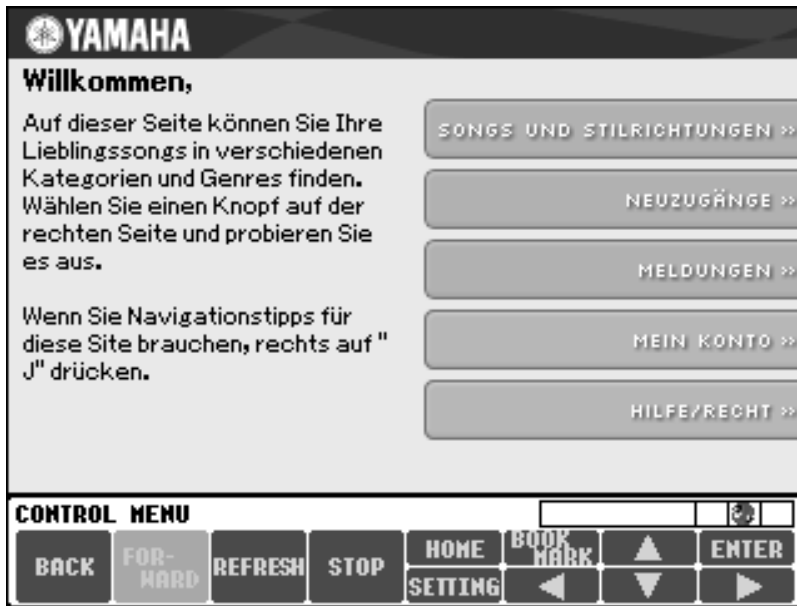 YAMAHA
Willkommen,
Auf dieser Seite können Sie Ihre
Lieblingssongs in verschiedenen
Kategorien und Genres finden.
Wählen Sie einen Knopf auf der
rechten Seite und probieren Sie
es aus.
Wenn Sie Navigationstipps für
diese Site brauchen, rechts auf "
J" drücken.
SONGS UND STILRICHTUNGEN »
NEUZUGÄNGE »
MELDUNGEN »
MEIN KONTO »
HILFE/RECHT »
CONTROL MENU
BACK
FOR-
WARD
REFRESH
STOP
HOME
SETTING
BOOK
MARK
ENTER